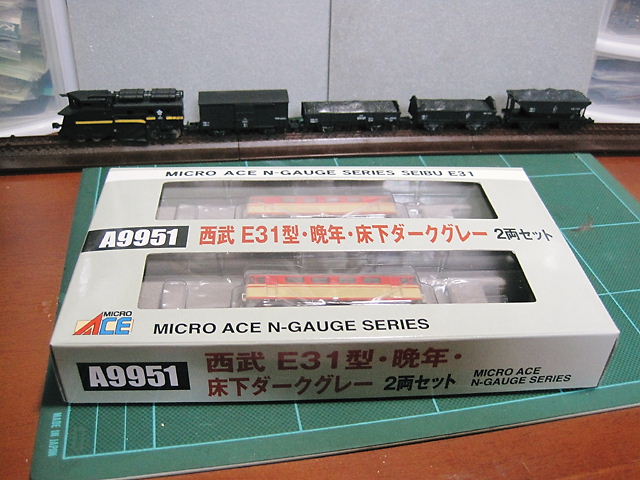 MICRO ACE N-GAUGE SERIES SEIBU E31
A9951
西武 E31型・晩年・床下ダークグレー 2両セット
MICRO
ACE
MICRO ACE N-GAUGE SERIES
A9951
西武 E31型・晩年・
床下ダークグレー 2両セット
MICRO ACE
N-GAUGE SERIES
MADE IN JAPAN